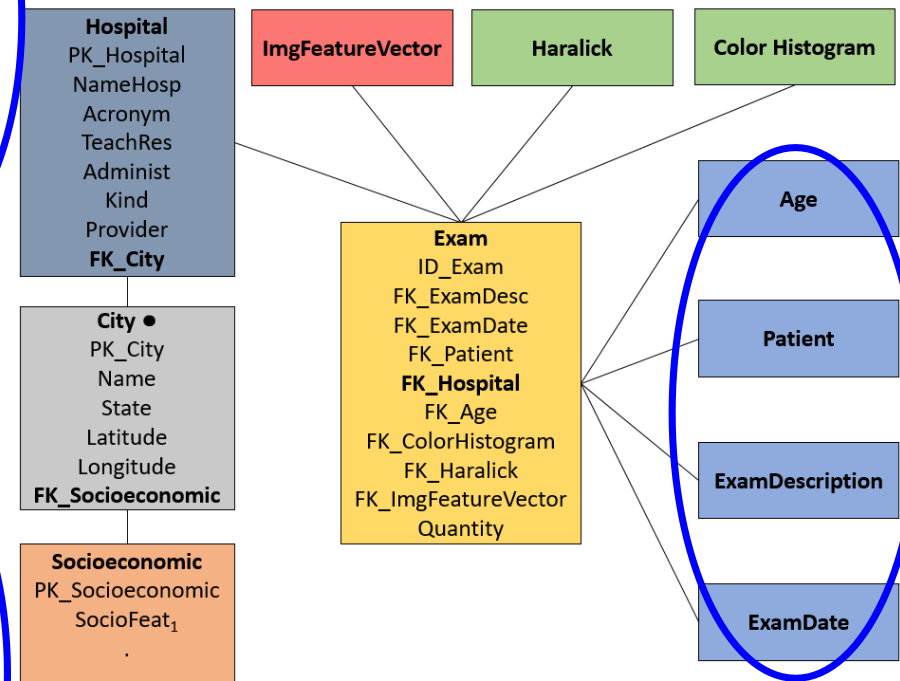 Hospital
PK_Hospital
NameHosp
Acronym
TeachRes
Administ
Kind
Provider
FK_City
City ●
PK_City
Name
State
Latitude
Longitude
FK_Socioeconomic
Socioeconomic
PK_Socioeconomic
SocioFeat₁
.
ImgFeatureVector
Haralick
Color Histogram
Exam
ID_Exam
FK_ExamDesc
FK_ExamDate
FK_Patient
FK_Hospital
FK_Age
FK_ColorHistogram
FK_Haralick
FK_ImgFeatureVector
Quantity
Age
Patient
ExamDescription
ExamDate